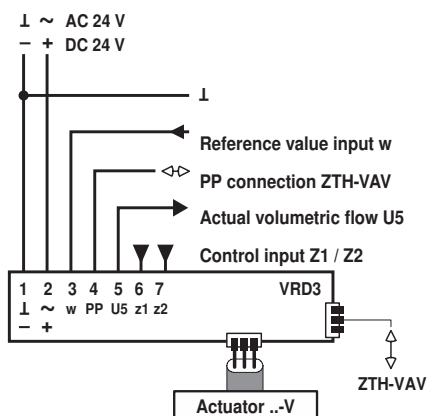 ⊥ ~ AC 24 V
– + DC 24 V
⊥
Reference value input w
PP connection ZTH-VAV
Actual volumetric flow U5
Control input Z1 / Z2
1 2 3 4 5 6 7 VRD3
⊥ ~ w PP U5 z1 z2
– +
ZTH-VAV
Actuator ..-V